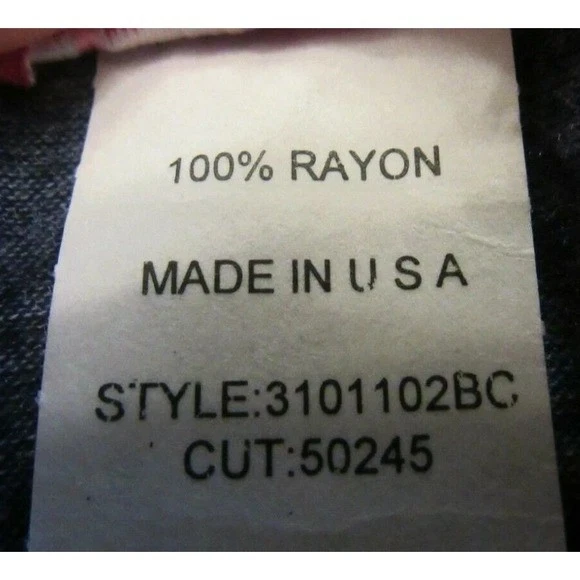 100% RAYON
MADE IN U S A
STYLE:3101102BC
CUT:50245